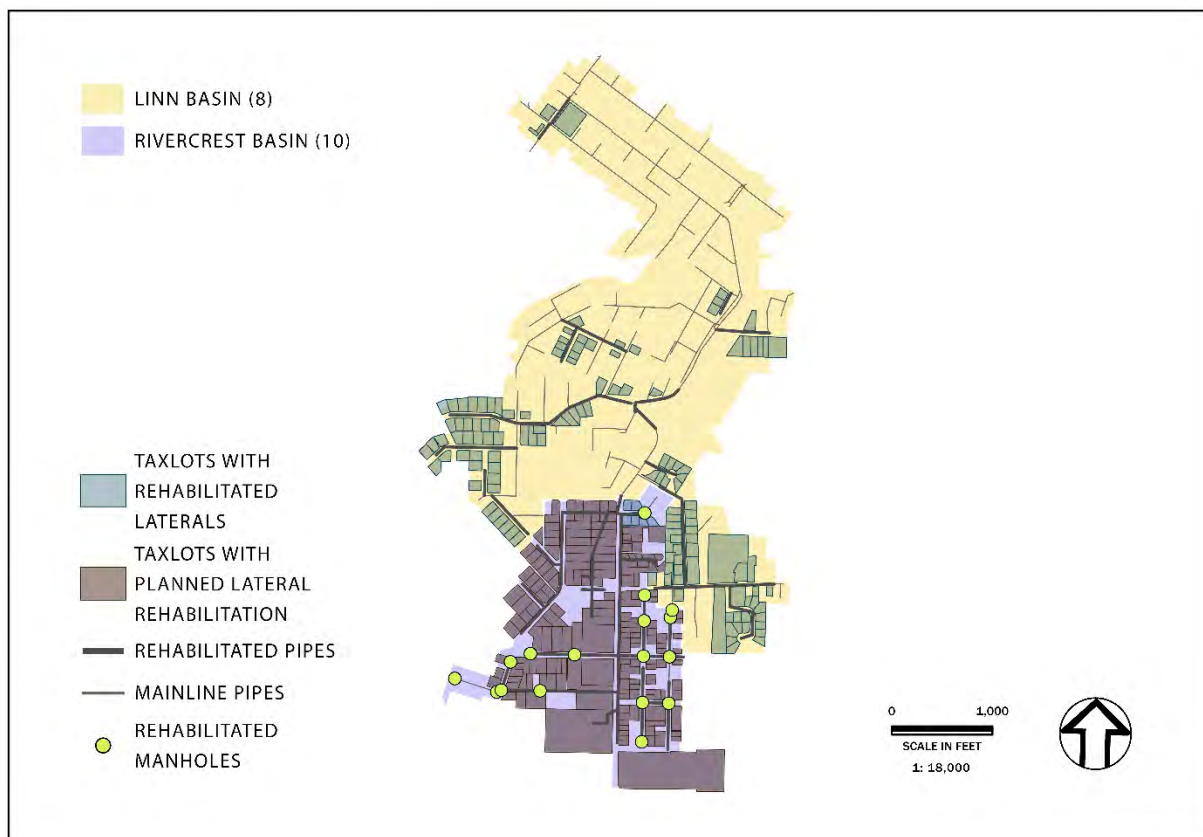 LINN BASIN (8)
RIVERCREST BASIN (10)
TAXLOTS WITH
REHABILITATED
LATERALS
TAXLOTS WITH
PLANNED LATERAL
REHABILITATION
REHABILITATED PIPES
MAINLINE PIPES
REHABILITATED
MANHOLES
0 1,000
SCALE IN FEET
1: 18,000